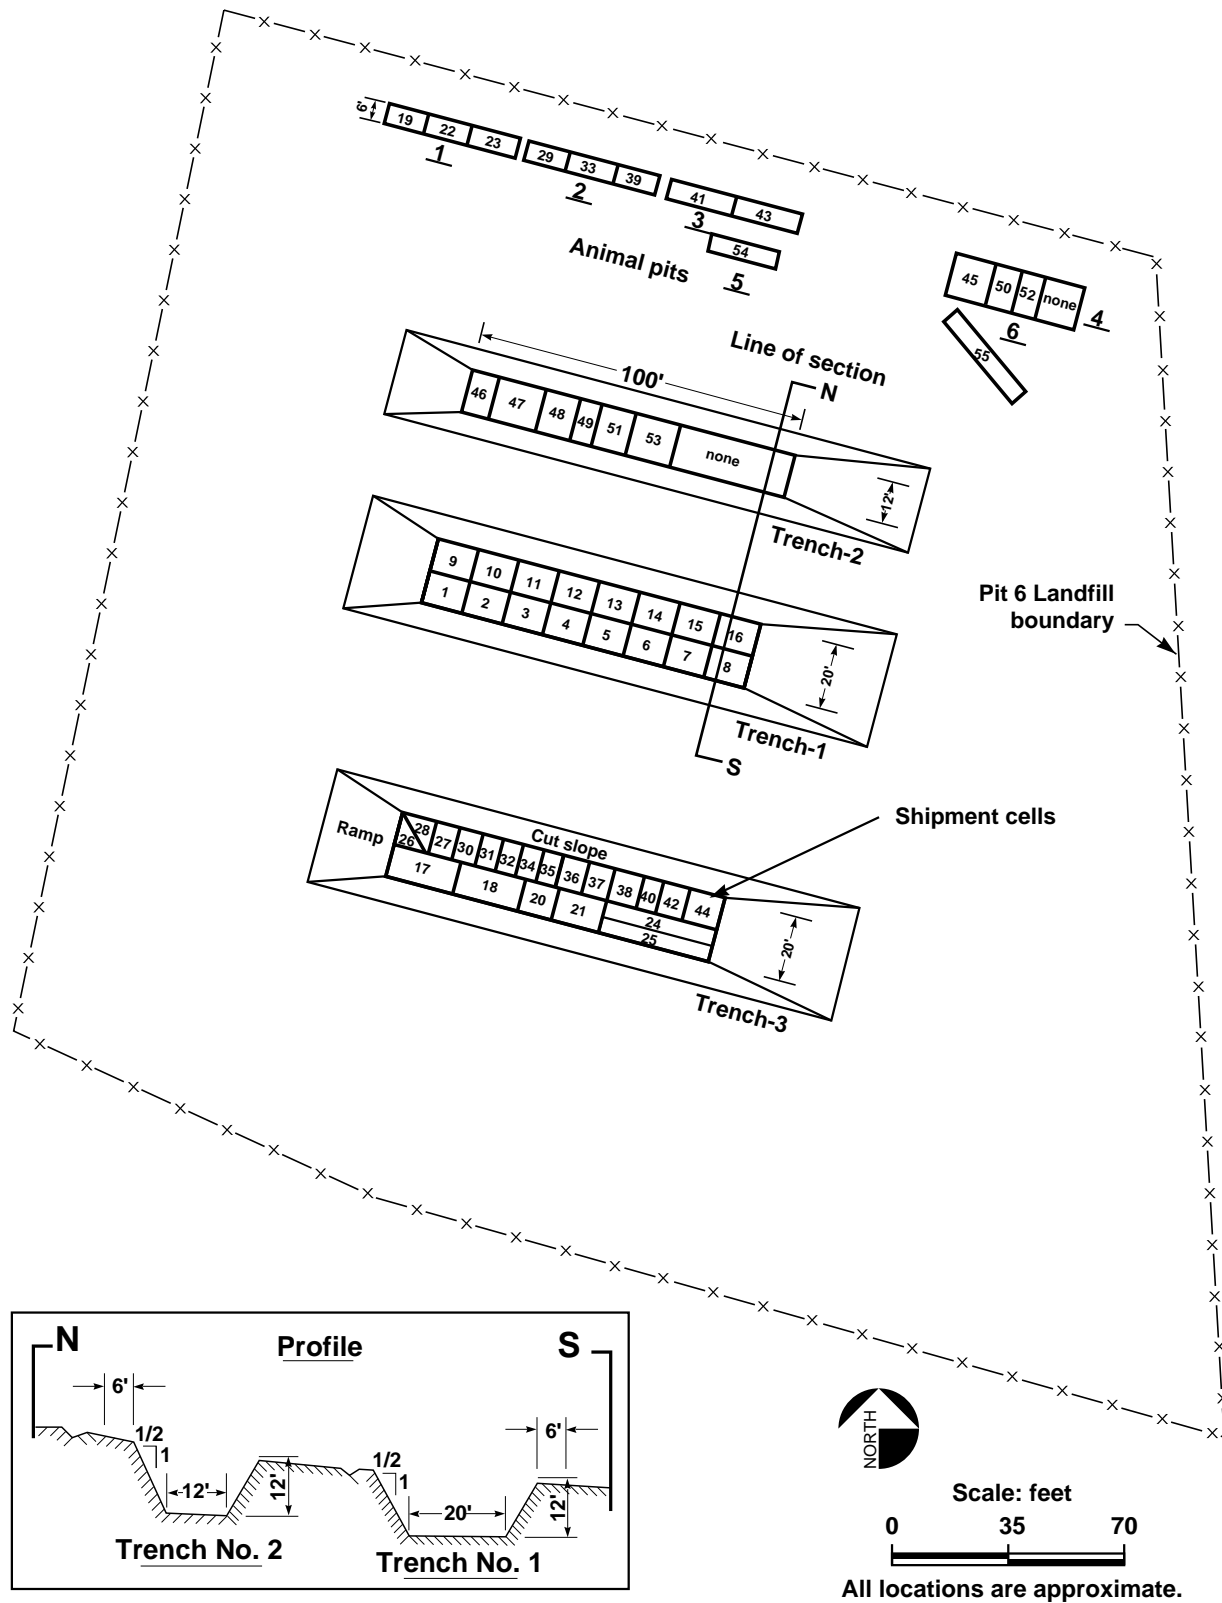 6'
19 22 23
1
29 33 39
2
41 43
3
54
5
Animal pits
45 50 52 none
4
6
55
Line of section
N
100'
46 47 48 49 51 53 none
12'
Trench-2
9 10 11 12 13 14 15 16
1 2 3 4 5 6 7 8
20'
Trench-1
S
Pit 6 Landfill
boundary
Shipment cells
Ramp
Cut slope
28 27 30 31 32 34 35 36 37 38 40 42 44
26
17 18 20 21 24
25
20'
Trench-3
N
Profile
S
6'
1/2
1
12'
12'
Trench No. 2
1/2
1
20'
6'
12'
Trench No. 1
NORTH
Scale: feet
0 35 70
All locations are approximate.